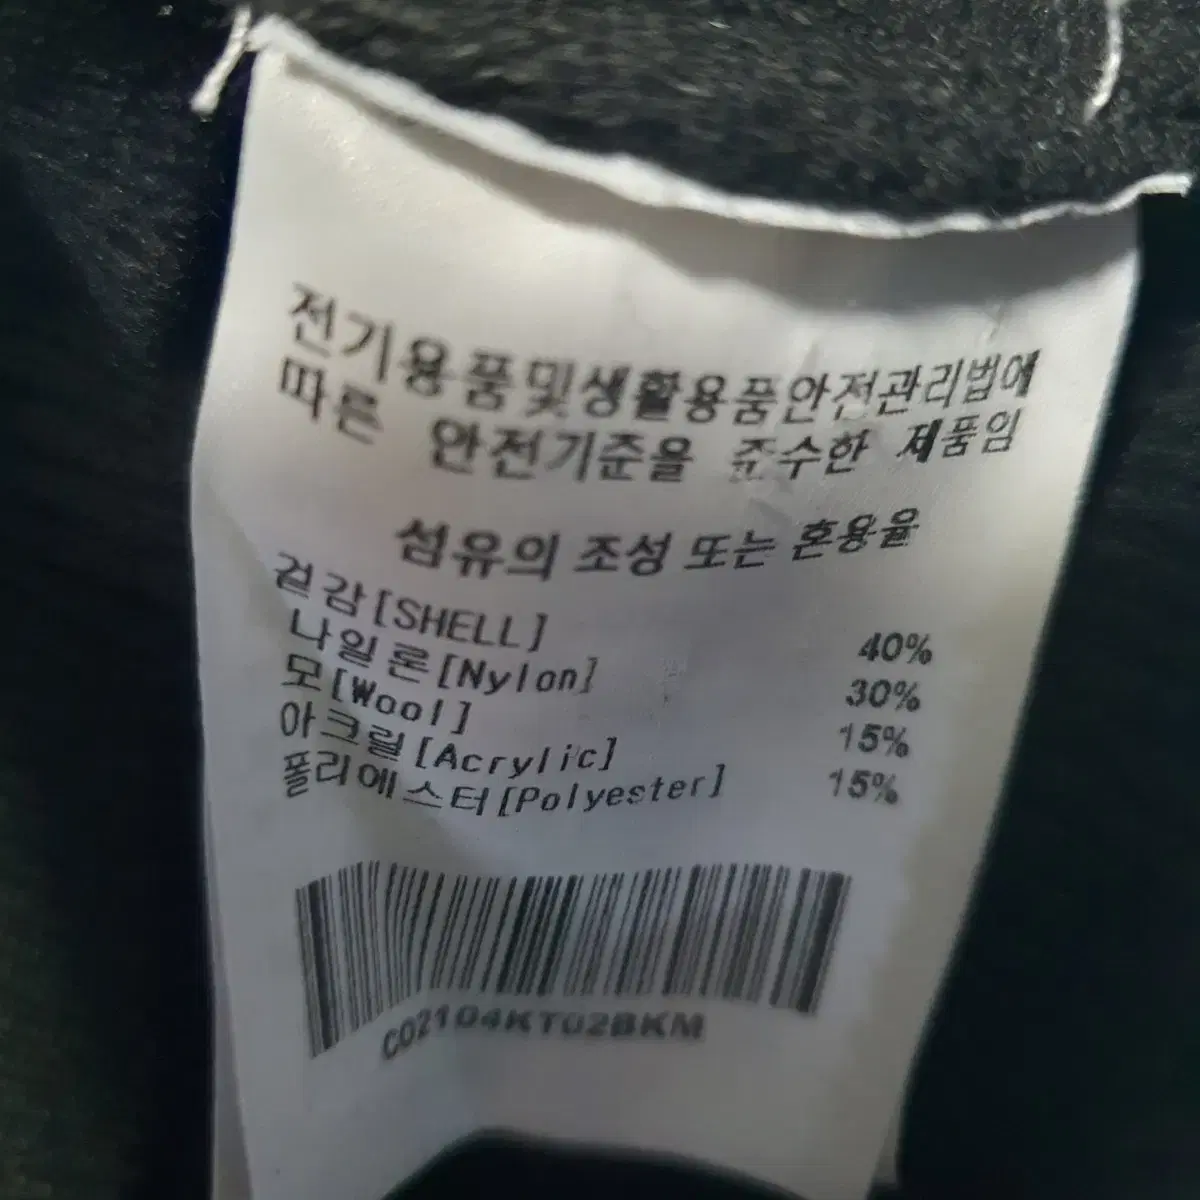 전기용품및생활용품안전관리법에
따른 안전기준을 준수한 제품임
섬유의 조성 또는 혼용율
겉감[SHELL]
나일론[Nylon] 40%
모[Wool] 30%
아크릴[Acrylic] 15%
폴리에스터[Polyester] 15%
CO2104KT02BKM